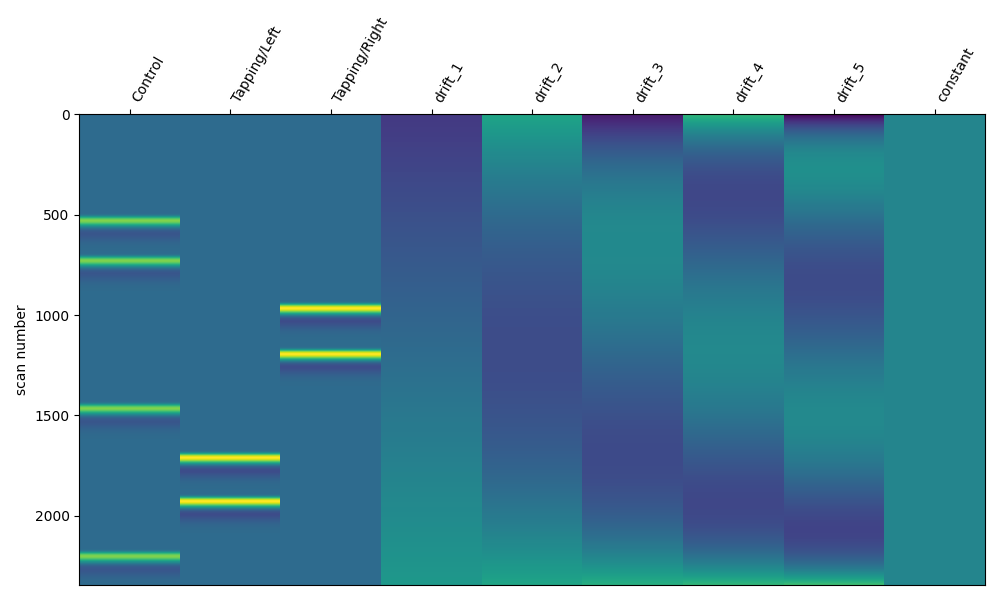 Control
Tapping/Left
Tapping/Right
drift_1
drift_2
drift_3
drift_4
drift_5
constant
scan number
0
500
1000
1500
2000